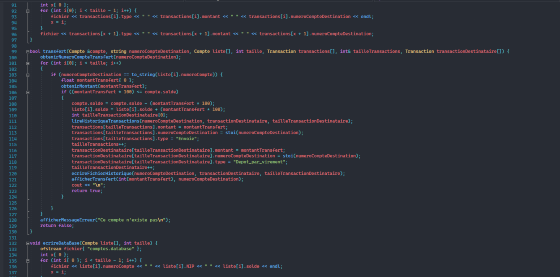 int x{ 0 };
for (int i{0}; i < taille - 1; i++) {
fichier << transactions[i].type << " " << transactions[i].montant << " " << transactions[i].numeroCompteDestination << endl;
x = i;
}
fichier << transactions[x + 1].type << " " << transactions[x + 1].montant << " " << transactions[x + 1].numeroCompteDestination;
}
bool transfert(Compte &compte, string numeroCompteDestination, Compte liste[], int taille, Transaction transactions[], int& tailleTransactions, Transaction transactionDestinataire[]) {
obtenirNumeroCompteTransfert(numeroCompteDestination);
for (int i{0}; i < taille; i++)
{
if (numeroCompteDestination == to_string(liste[i].numeroCompte)) {
float montantTransfert{ 0 };
obtenirMontant(montantTransfert);
if ((montantTransfert * 100) <= compte.solde)
{
compte.solde = compte.solde - (montantTransfert * 100);
liste[i].solde = liste[i].solde + (montantTransfert * 100);
int tailleTransactionDestinataire{0};
lireHistoriqueTransactions(numeroCompteDestination, transactionDestinataire, tailleTransactionDestinataire);
transactions[tailleTransactions].montant = montantTransfert;
transactions[tailleTransactions].numeroCompteDestination = stoi(numeroCompteDestination);
transactions[tailleTransactions].type =
tailleTransactions++;
transactionDestinataire[tailleTransactionDestinataire].montant = montantTransfert;
transactionDestinataire[tailleTransactionDestinataire].numeroCompteDestination = stoi(numeroCompteDestination);
transactionDestinataire[tailleTransactionDestinataire].type = "Depot_par_virement";
tailleTransactionDestinataire++;
ecrireFichierHistorique(numeroCompteDestination, transactionDestinataire, tailleTransactionDestinataire);
afficherTransfert(int(montantTransfert), numeroCompteDestination);
cout << "\n";
return true;
}
}
}
afficherMessageErreur("Ce compte n'existe pas\n");
return false;
}
void ecrireDataBase(Compte liste[], int taille) {
ofstream fichier{ "comptes.database" };
int x{ 0 };
for (int i{ 0 }; i < taille - 1; i++) {
fichier << liste[i].numeroCompte << " " << liste[i].NIP << " " << liste[i].solde << endl;
x = i;